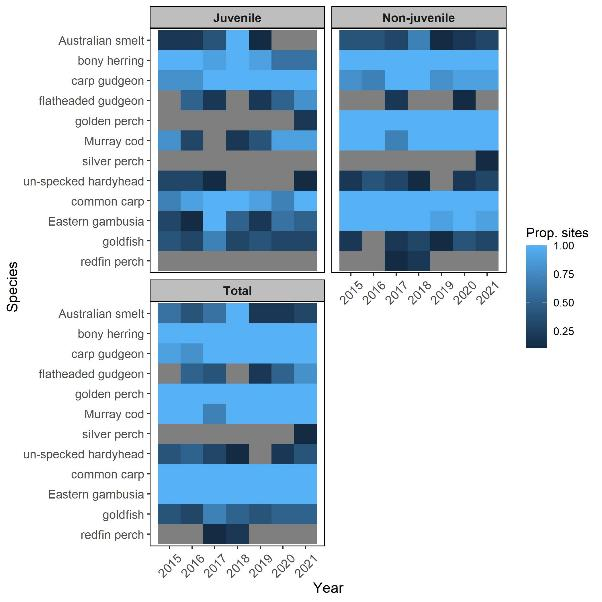 Juvenile
Non-juvenile
Australian smelt
bony herring
carp gudgeon
flatheaded gudgeon
golden perch
Murray cod
silver perch
un-specked hardyhead
common carp
Eastern gambusia
goldfish
redfin perch
2015 2016 2017 2018 2019 2020 2021
Prop. sites
1.00
0.75
0.50
0.25
Species
Total
Australian smelt
bony herring
carp gudgeon
flatheaded gudgeon
golden perch
Murray cod
silver perch
un-specked hardyhead
common carp
Eastern gambusia
goldfish
redfin perch
2015 2016 2017 2018 2019 2020 2021
Year